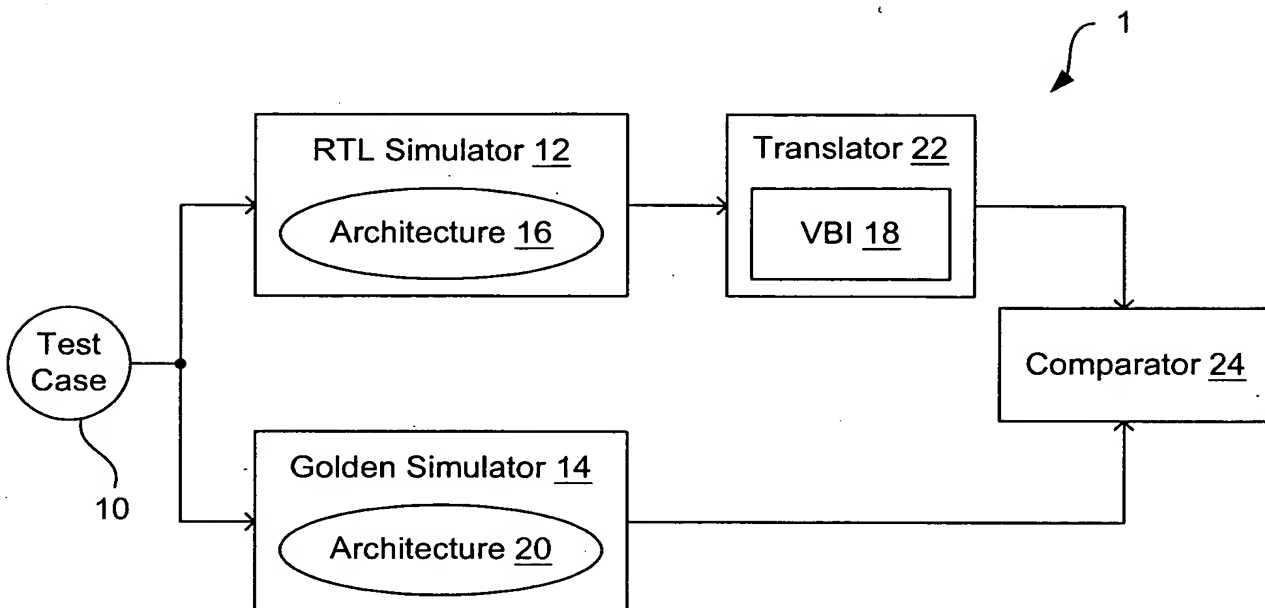 1
RTL Simulator 12
Architecture 16
Translator 22
VBI 18
Test
Case
10
Comparator 24
Golden Simulator 14
Architecture 20